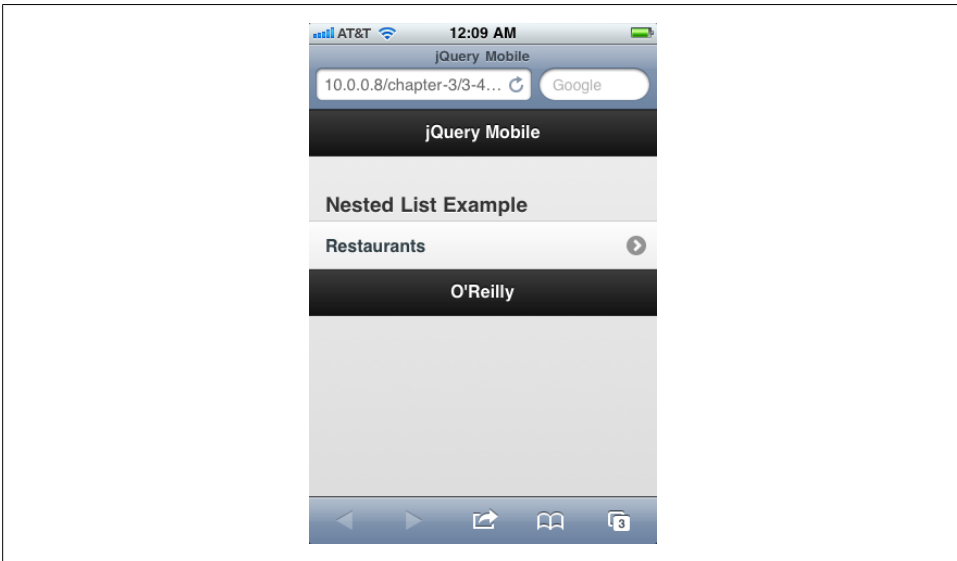 AT&T 12:09 AM
jQuery Mobile
10.0.0.8/chapter-3/3-4... Google
jQuery Mobile
Nested List Example
Restaurants
O'Reilly
3